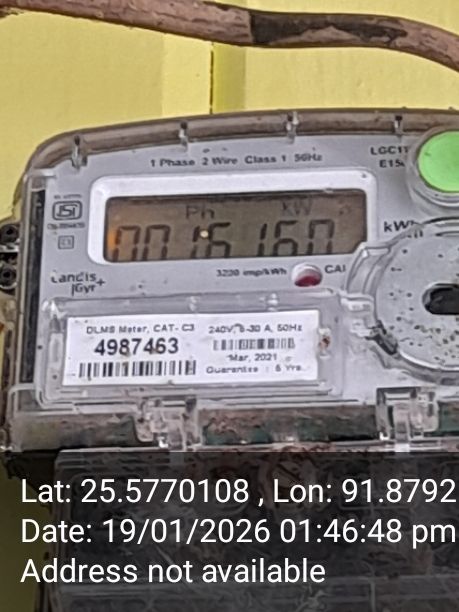 1 Phase 2 Wire Class 1 50Hz
LGC11
E150
Ph kW
kWh
3200 imp/kWh
CAL
Landis
Gyr+
DLMS Meter, CAT- C3
4987463
240V, 5-30 A, 50Hz
Mar, 2021
Guarantee : 5 Yrs.
Lat: 25.5770108 , Lon: 91.8792
Date: 19/01/2026 01:46:48 pm
Address not available